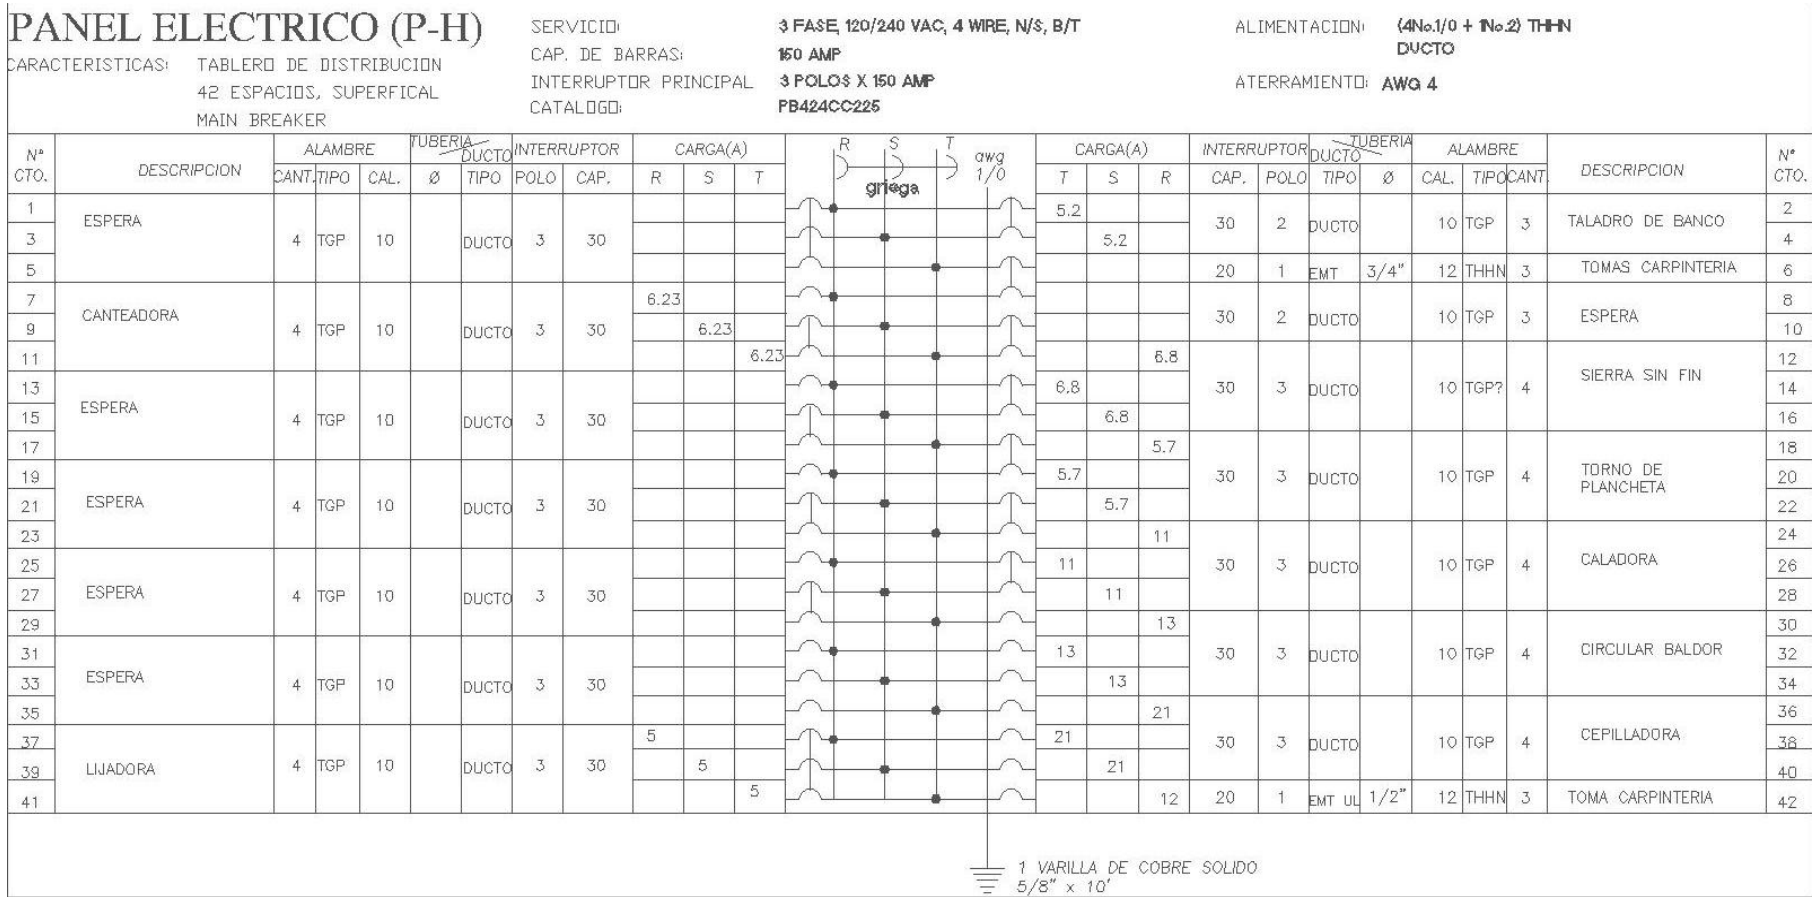 PANEL ELECTRICO (P-H)
CARACTERISTICAS: TABLERO DE DISTRIBUCION
42 ESPACIOS, SUPERFICAL
MAIN BREAKER
SERVICIO: 3 FASE, 120/240 VAC, 4 WIRE, N/S, B/T
CAP. DE BARRAS: 150 AMP
INTERRUPTOR PRINCIPAL 3 POLOS X 150 AMP
CATALOGO: PB424CC225
ALIMENTACION: (4No.1/0 + 1No.2) THHN
DUCTO
ATERRAMIENTO: AWG 4
N° CTO. DESCRIPCION ALAMBRE TUBERIA DUCTO INTERRUPTOR CARGA(A) R S T awg 1/0 CARGA(A) INTERRUPTOR DUCTO TUBERIA ALAMBRE DESCRIPCION N° CTO.
CANT. TIPO CAL. Ø TIPO POLO CAP. R S T griega T S R CAP. POLO TIPO Ø CAL. TIPO CANT.
1 ESPERA 5.2 2
3 4 TGP 10 DUCTO 3 30 5.2 30 2 DUCTO 10 TGP 3 TALADRO DE BANCO 4
5 20 1 EMT 3/4" 12 THHN 3 TOMAS CARPINTERIA 6
7 CANTEADORA 6.23 8
9 4 TGP 10 DUCTO 3 30 6.23 30 2 DUCTO 10 TGP 3 ESPERA 10
11 6.23 6.8 12
13 ESPERA 6.8 30 3 DUCTO 10 TGP? 4 SIERRA SIN FIN 14
15 4 TGP 10 DUCTO 3 30 6.8 16
17 5.7 18
19 5.7 30 3 DUCTO 10 TGP 4 TORNO DE PLANCHETA 20
21 ESPERA 4 TGP 10 DUCTO 3 30 5.7 22
23 11 24
25 11 30 3 DUCTO 10 TGP 4 CALADORA 26
27 ESPERA 4 TGP 10 DUCTO 3 30 11 28
29 13 30
31 13 30 3 DUCTO 10 TGP 4 CIRCULAR BALDOR 32
33 ESPERA 4 TGP 10 DUCTO 3 30 13 34
35 21 36
37 5 21 30 3 DUCTO 10 TGP 4 CEPILLADORA 38
39 LIJADORA 4 TGP 10 DUCTO 3 30 5 21 40
41 5 12 20 1 EMT UL 1/2" 12 THHN 3 TOMA CARPINTERIA 42
1 VARILLA DE COBRE SOLIDO
5/8" x 10'